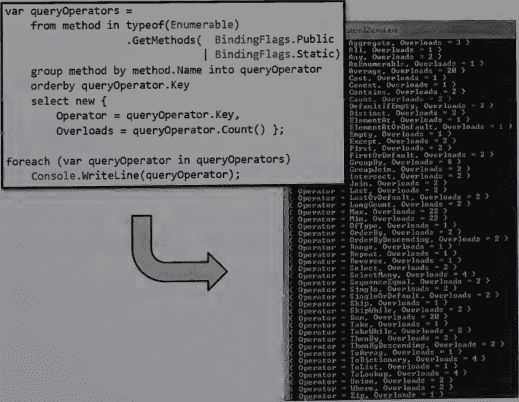 var queryOperators =
from method in typeof(Enumerable)
.GetMethods( BindingFlags.Public
| BindingFlags.Static)
group method by method.Name into queryOperator
orderby queryOperator.Key
select new {
Operator = queryOperator.Key,
Overloads = queryOperator.Count() };
foreach (var queryOperator in queryOperators)
Console.WriteLine(queryOperator);
Aggregate, Overloads = 3 }
All, Overloads = 1 }
Any, Overloads = 2 }
AsEnumerable, Overloads = 1 }
Average, Overloads = 20 }
Cast, Overloads = 1 }
Concat, Overloads = 1 }
Contains, Overloads = 2 }
Count, Overloads = 2 }
DefaultIfEmpty, Overloads = 2 }
Distinct, Overloads = 2 }
ElementAt, Overloads = 1 }
ElementAtOrDefault, Overloads = 1 }
Empty, Overloads = 1 }
Except, Overloads = 2 }
First, Overloads = 2 }
FirstOrDefault, Overloads = 2 }
GroupBy, Overloads = 8 }
GroupJoin, Overloads = 2 }
Intersect, Overloads = 2 }
Operator = Join, Overloads = 2 }
Operator = Last, Overloads = 2 }
Operator = LastOrDefault, Overloads = 2 }
Operator = LongCount, Overloads = 2 }
Operator = Max, Overloads = 22 }
Operator = Min, Overloads = 22 }
Operator = OfType, Overloads = 1 }
Operator = OrderBy, Overloads = 2 }
Operator = OrderByDescending, Overloads = 2 }
Operator = Range, Overloads = 1 }
Operator = Repeat, Overloads = 1 }
Operator = Reverse, Overloads = 1 }
Operator = Select, Overloads = 2 }
Operator = SelectMany, Overloads = 4 }
Operator = SequenceEqual, Overloads = 2 }
Operator = Single, Overloads = 2 }
Operator = SingleOrDefault, Overloads = 2 }
Operator = Skip, Overloads = 1 }
Operator = SkipWhile, Overloads = 2 }
Operator = Sum, Overloads = 20 }
Operator = Take, Overloads = 1 }
Operator = TakeWhile, Overloads = 2 }
Operator = ThenBy, Overloads = 2 }
Operator = ThenByDescending, Overloads = 2 }
Operator = ToArray, Overloads = 1 }
Operator = ToDictionary, Overloads = 4 }
Operator = ToList, Overloads = 1 }
Operator = ToLookup, Overloads = 4 }
Operator = Union, Overloads = 2 }
Operator = Where, Overloads = 2 }
Operator = Zip, Overloads = 1 }